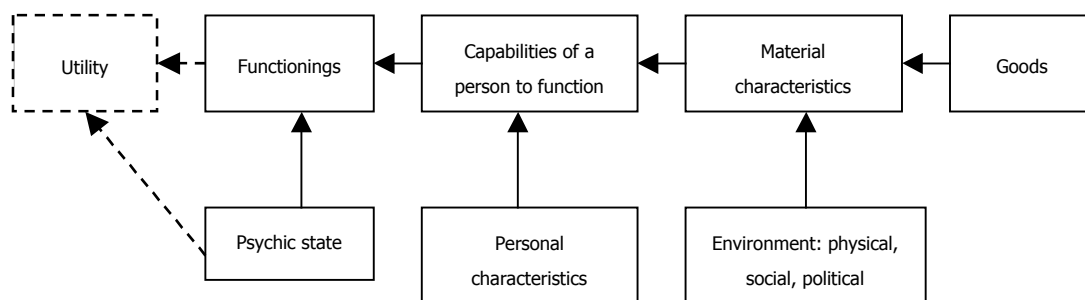 Utility
Functionings
Capabilities of a
person to function
Material
characteristics
Goods
Psychic state
Personal
characteristics
Environment: physical,
social, political